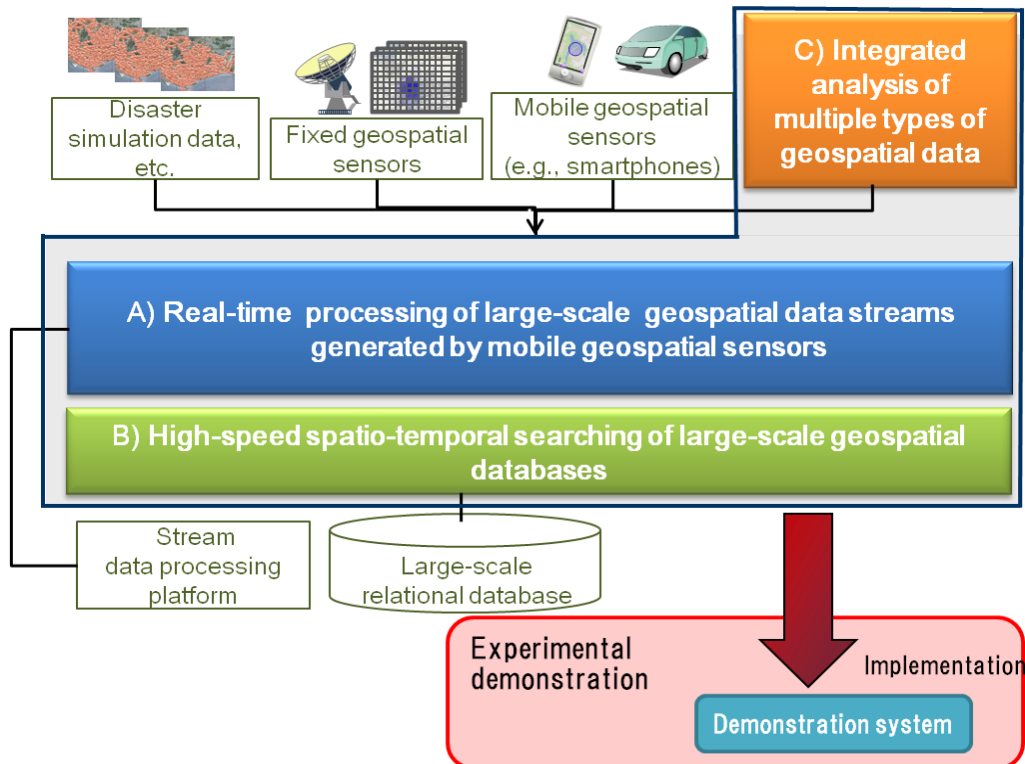 Disaster
simulation data,
etc.
Fixed geospatial
sensors
Mobile geospatial
sensors
(e.g., smartphones)
C) Integrated
analysis of
multiple types of
geospatial data
A) Real-time processing of large-scale geospatial data streams
generated by mobile geospatial sensors
B) High-speed spatio-temporal searching of large-scale geospatial
databases
Stream
data processing
platform
Large-scale
relational database
Experimental
demonstration
Implementation
Demonstration system